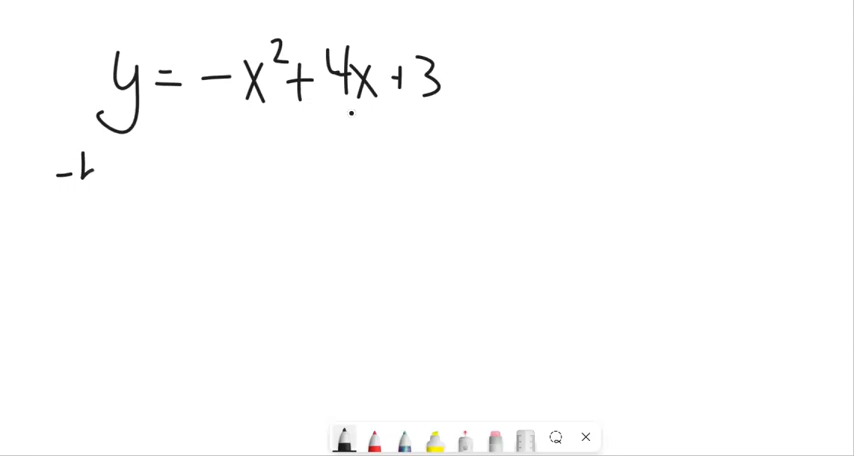 y = -x² + 4x + 3